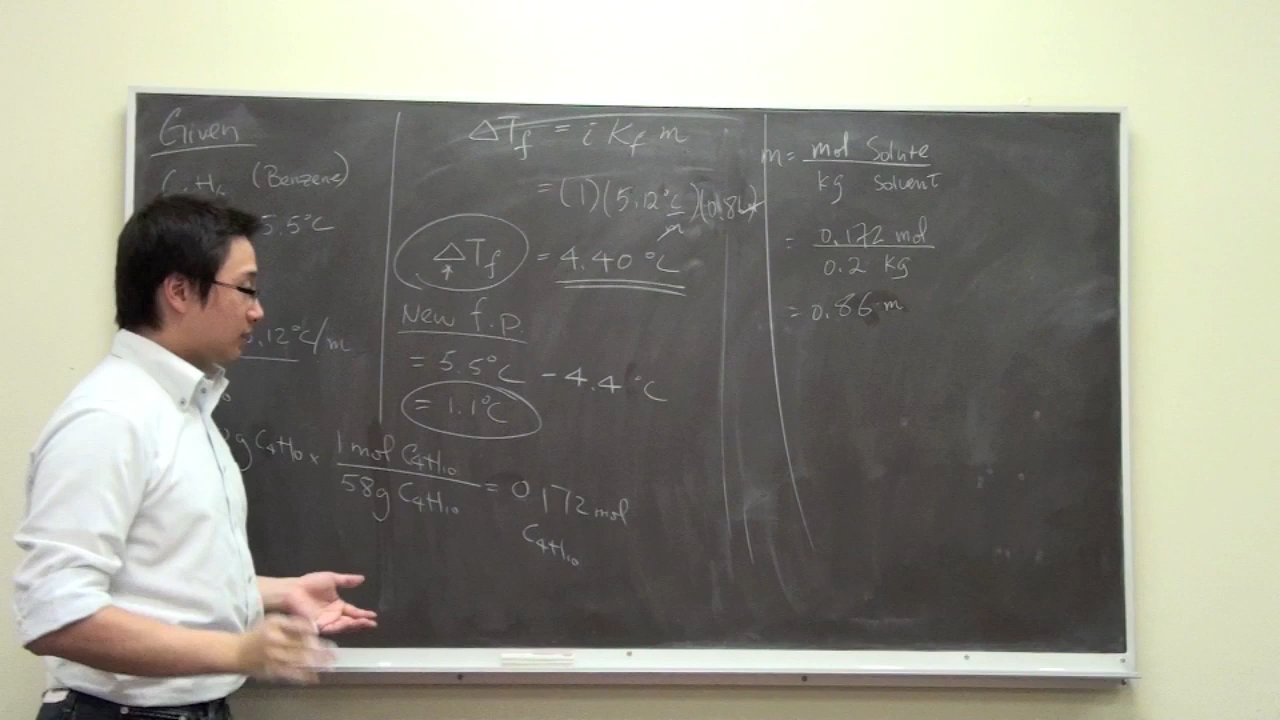 Given
(Benzene)
5.5°C
.12°C/m
g C4H10 x 1 mol C4H10
58g C4H10
= 0.172 mol
C4H10
ΔTf = i Kf m
= (1)(5.12°C/m)(0.86
ΔTf = 4.40 °C
New f.p.
= 5.5°C - 4.4 °C
= 1.1°C
m = mol Solute
kg solvent
= 0.172 mol
0.2 kg
= 0.86 m